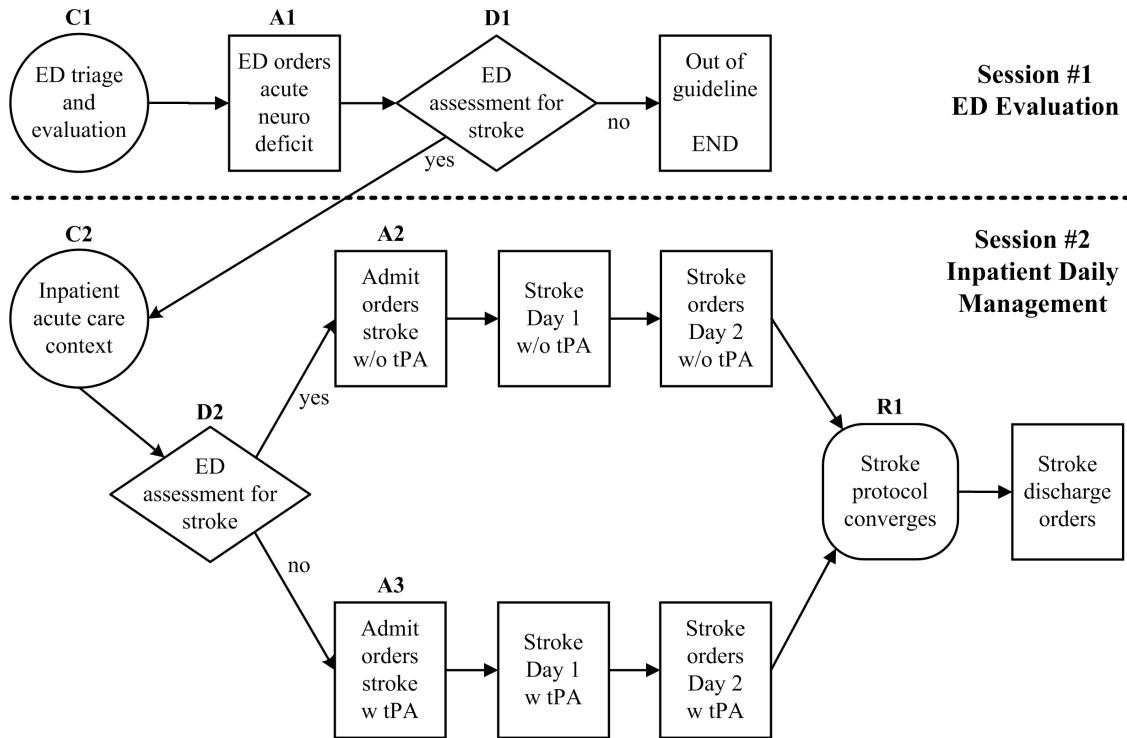 C1
ED triage
and
evaluation
A1
ED orders
acute
neuro
deficit
D1
ED
assessment for
stroke
no
yes
Out of
guideline
END
Session #1
ED Evaluation
C2
Inpatient
acute care
context
D2
ED
assessment for
stroke
yes
no
A2
Admit
orders
stroke
w/o tPA
Stroke
Day 1
w/o tPA
Stroke
orders
Day 2
w/o tPA
Session #2
Inpatient Daily
Management
A3
Admit
orders
stroke
w tPA
Stroke
Day 1
w tPA
Stroke
orders
Day 2
w tPA
R1
Stroke
protocol
converges
Stroke
discharge
orders